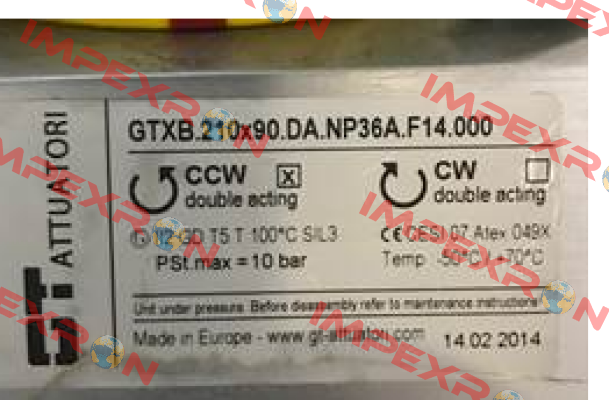 GT ATTUATORI
GTXB.210x90.DA.NP36A.F14.000
CCW X
double acting
CW
double acting
T5 T 100°C SIL3
CE CESI 07 Atex 049X
PSt.max = 10 bar
Temp -50°C / +70°C
Unit under pressure. Before disassembly refer to maintenance instructions!
Made in Europe - www.gt-attuatori.com
14.02.2014
IMPEXRON
IMPEXRON
IMPEXRON
IMPEXRON
IMPEXRON